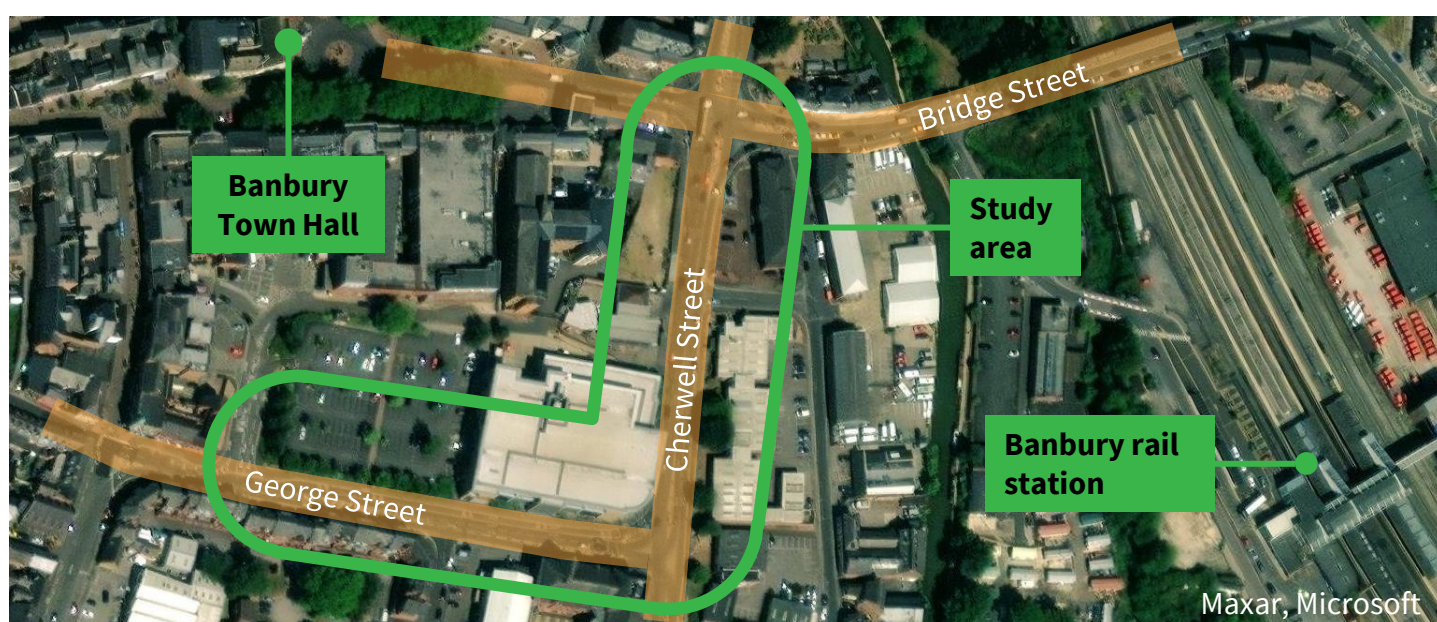 Bridge Street
Banbury
Town Hall
Study
area
Cherwell Street
Banbury rail
station
George Street
Maxar, Microsoft